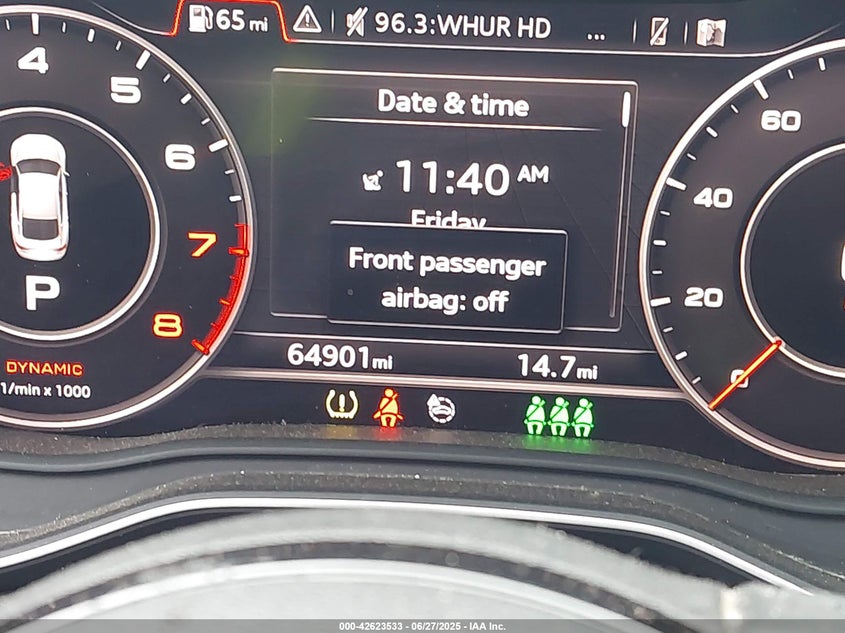 65 mi
96.3:WHUR HD
...
Date & time
11:40 AM
Friday
Front passenger
airbag: off
4
5
6
7
8
P
DYNAMIC
1/min x 1000
60
40
20
0
64901 mi
14.7 mi
000-42623533 - 06/27/2025 - IAA Inc.